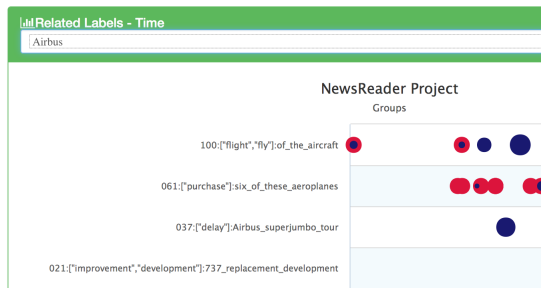 Related Labels - Time
Airbus
NewsReader Project
Groups
100:["flight","fly"]:of_the_aircraft
061:["purchase"]:six_of_these_aeroplanes
037:["delay"]:Airbus_superjumbo_tour
021:["improvement","development"]:737_replacement_development